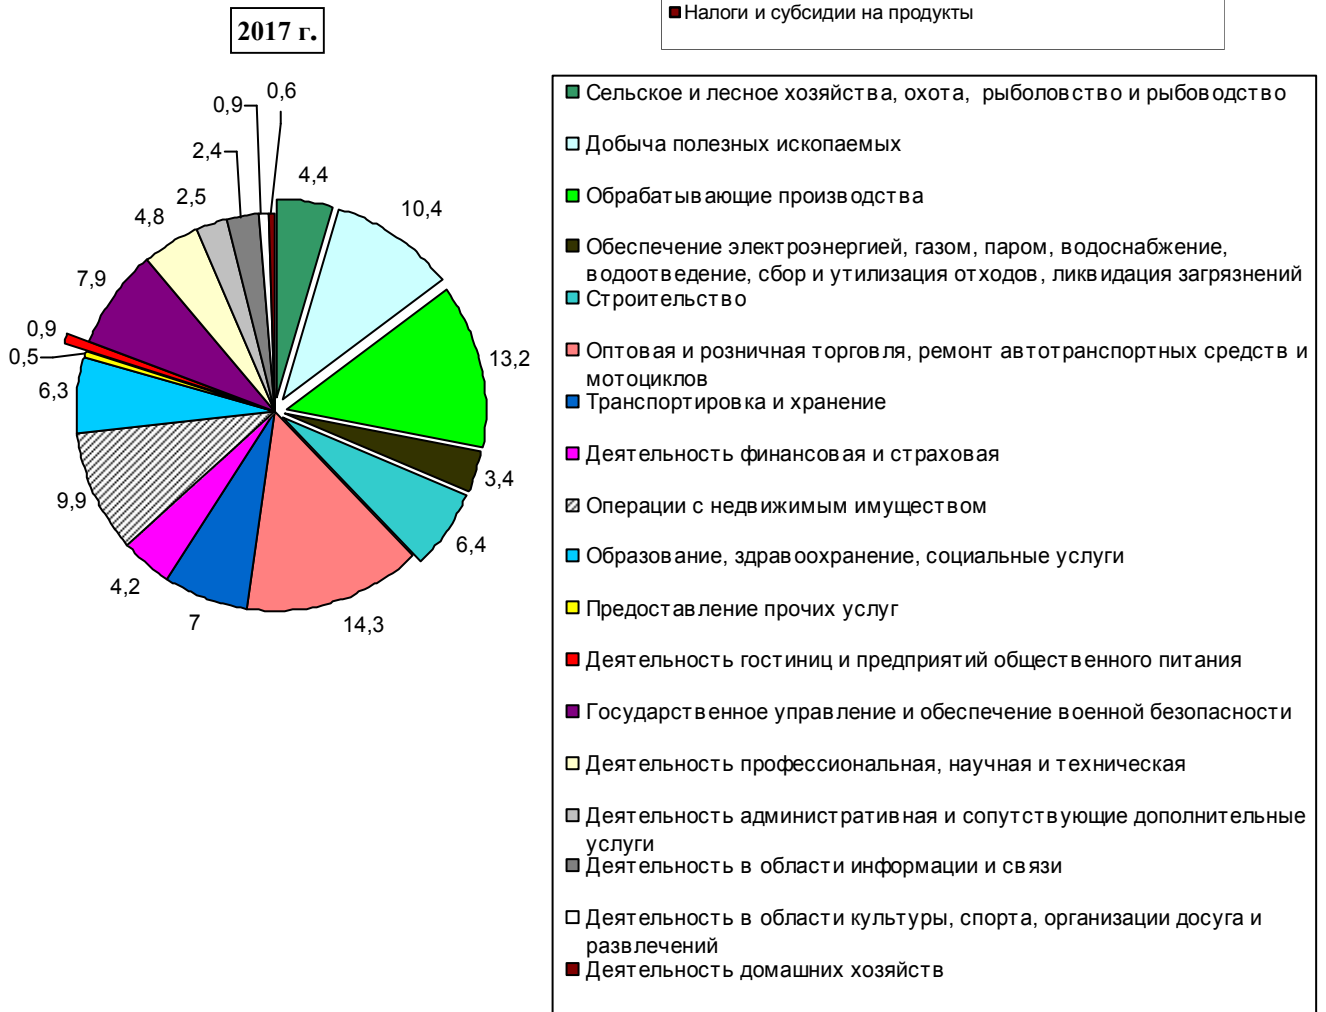 Налоги и субсидии на продукты
2017 г.
0,6
0,9
2,4
2,5
4,8
7,9
0,9
0,5
6,3
9,9
4,2
7
14,3
6,4
3,4
13,2
10,4
4,4
Сельское и лесное хозяйства, охота, рыболовство и рыбоводство
Добыча полезных ископаемых
Обрабатывающие производства
Обеспечение электроэнергией, газом, паром, водоснабжение,
водоотведение, сбор и утилизация отходов, ликвидация загрязнений
Строительство
Оптовая и розничная торговля, ремонт автотранспортных средств и
мотоциклов
Транспортировка и хранение
Деятельность финансовая и страховая
Операции с недвижимым имуществом
Образование, здравоохранение, социальные услуги
Предоставление прочих услуг
Деятельность гостиниц и предприятий общественного питания
Государственное управление и обеспечение военной безопасности
Деятельность профессиональная, научная и техническая
Деятельность административная и сопутствующие дополнительные
услуги
Деятельность в области информации и связи
Деятельность в области культуры, спорта, организации досуга и
развлечений
Деятельность домашних хозяйств